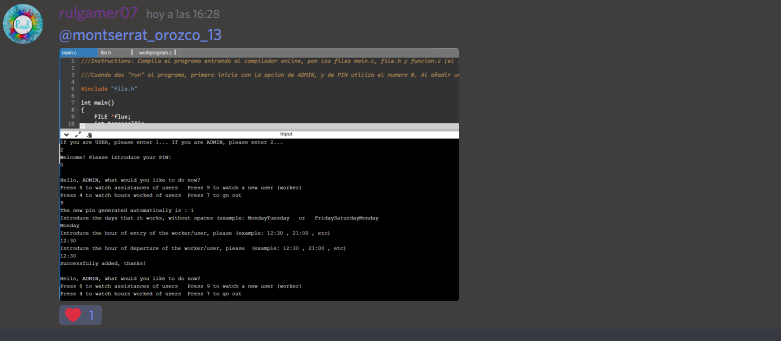 rulgamer07 hoy a las 16:28
@montserrat_orozco_13
main.c file.h workprogram.c
1 ///Instructions: Compila el programa entrando al compilador online, pon los files main.c, file.h y funcion.c (el
2
3 ///Cuando das "run" al programa, primero inicia con la opcion de ADMIN, y de PIN utiliza el numero 0. Al añadir un
4
5 #include "file.h"
6
7 int main()
8 {
9 FILE *flux;
10
input
If you are USER, please enter 1... If you are ADMIN, please enter 2...
2
Welcome! Please introduce your PIN:
0
Hello, ADMIN, what would you like to do now?
Press 8 to watch assistances of users Press 9 to watch a new user (worker)
Press 4 to watch hours worked of users Press 7 to go out
9
The new pin generated automatically is : 1
Introduce the days that it works, without spaces (example: MondayTuesday or FridaySaturdayMonday
Monday
Introduce the hour of entry of the worker/user, please (example: 12:30 , 21:00 , etc)
12:30
Introduce the hour of departure of the worker/user, please (example: 12:30 , 21:00 , etc)
12:30
Successfully added, thanks!
Hello, ADMIN, what would you like to do now?
Press 8 to watch assistances of users Press 9 to watch a new user (worker)
Press 4 to watch hours worked of users Press 7 to go out
1